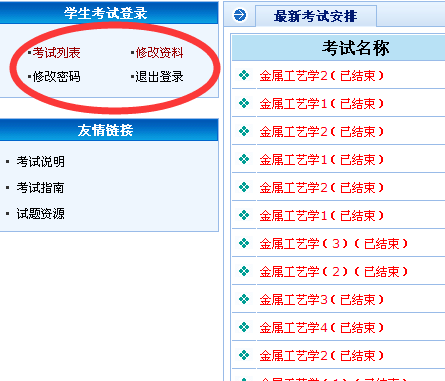 学生考试登录
考试列表 修改资料
修改密码 退出登录
友情链接
考试说明
考试指南
试题资源
最新考试安排
考试名称
金属工艺学2(已结束)
金属工艺学1(已结束)
金属工艺学1(已结束)
金属工艺学2(已结束)
金属工艺学2(已结束)
金属工艺学1(已结束)
金属工艺学(3)(已结束)
金属工艺学(2)(已结束)
金属工艺学3(已结束)
金属工艺学4(已结束)
金属工艺学2(已结束)